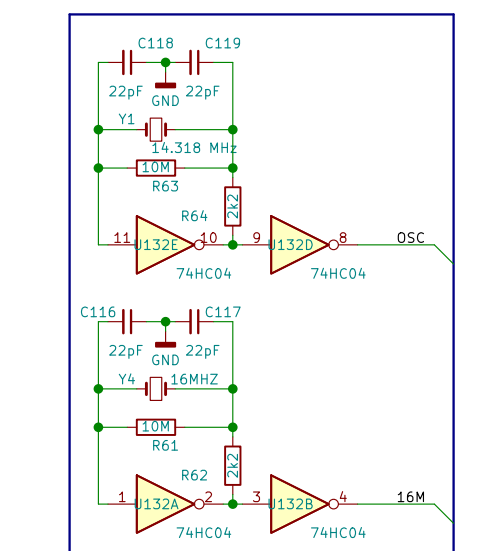 C118 C119
22pF GND 22pF
Y1
14.318 MHz
10M
R63
R64 2k2
11 U132E 10 9 U132D 8 OSC
74HC04 74HC04
C116 C117
22pF GND 22pF
Y4 16MHZ
10M
R61
R62 2k2
1 U132A 2 3 U132B 4 16M
74HC04 74HC04